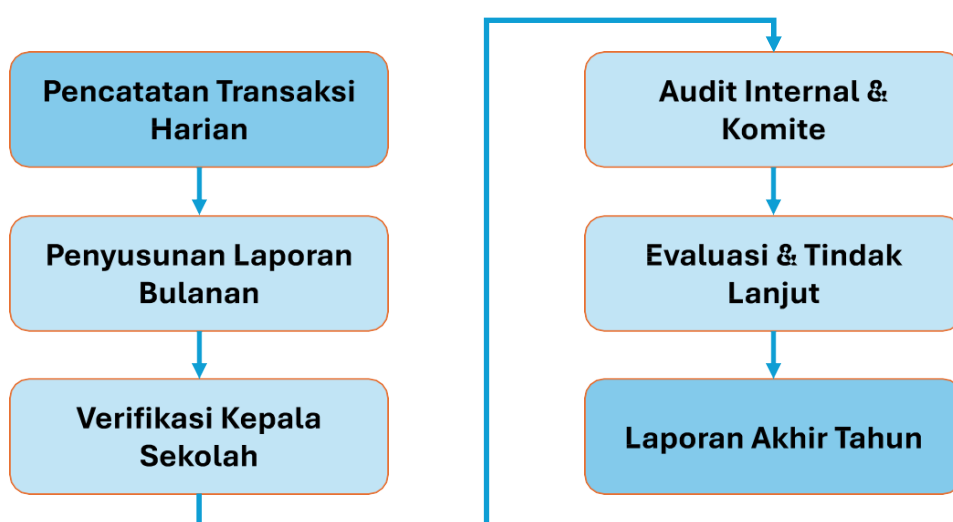 Pencatatan Transaksi
Harian
Penyusunan Laporan
Bulanan
Verifikasi Kepala
Sekolah
Audit Internal &
Komite
Evaluasi & Tindak
Lanjut
Laporan Akhir Tahun